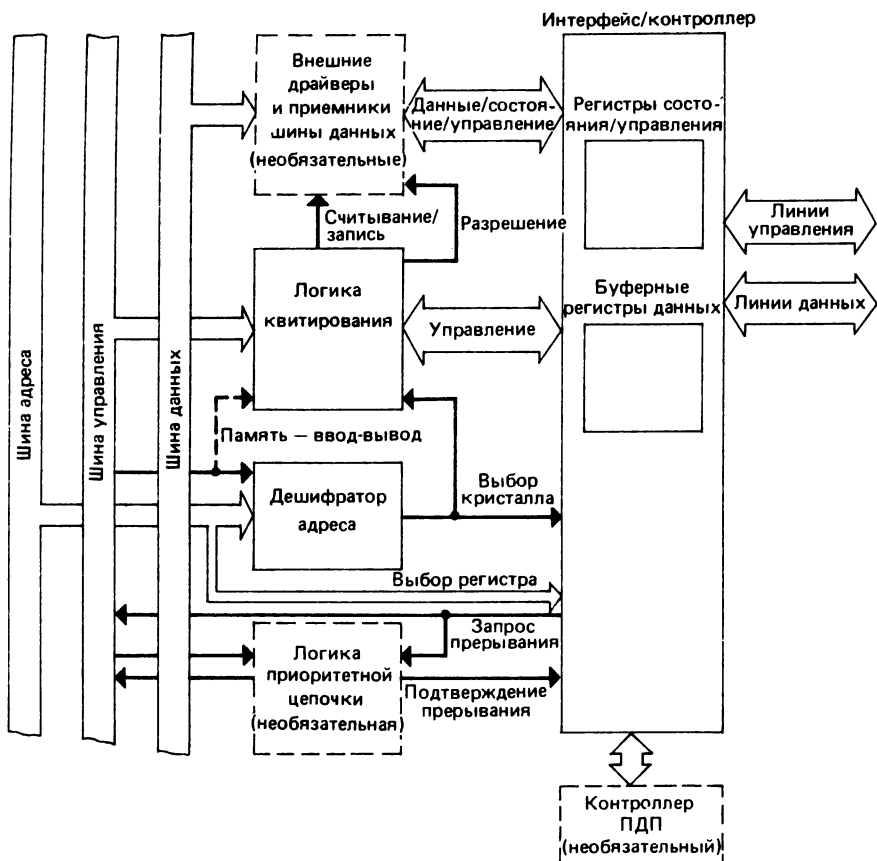 Интерфейс/контроллер
Внешние
драйверы
и приемники
шины данных
(необязательные)
Данные/состоя-
ние/управление
Регистры состо-
яния/управления
Считывание/
запись
Разрешение
Линии
управления
Логика
квитирования
Управление
Буферные
регистры данных
Линии данных
Шина адреса
Шина управления
Шина данных
Память — ввод-вывод
Дешифратор
адреса
Выбор
кристалла
Выбор регистра
Запрос
прерывания
Логика
приоритетной
цепочки
(необязательная)
Подтверждение
прерывания
Контроллер
ПДП
(необязательный)